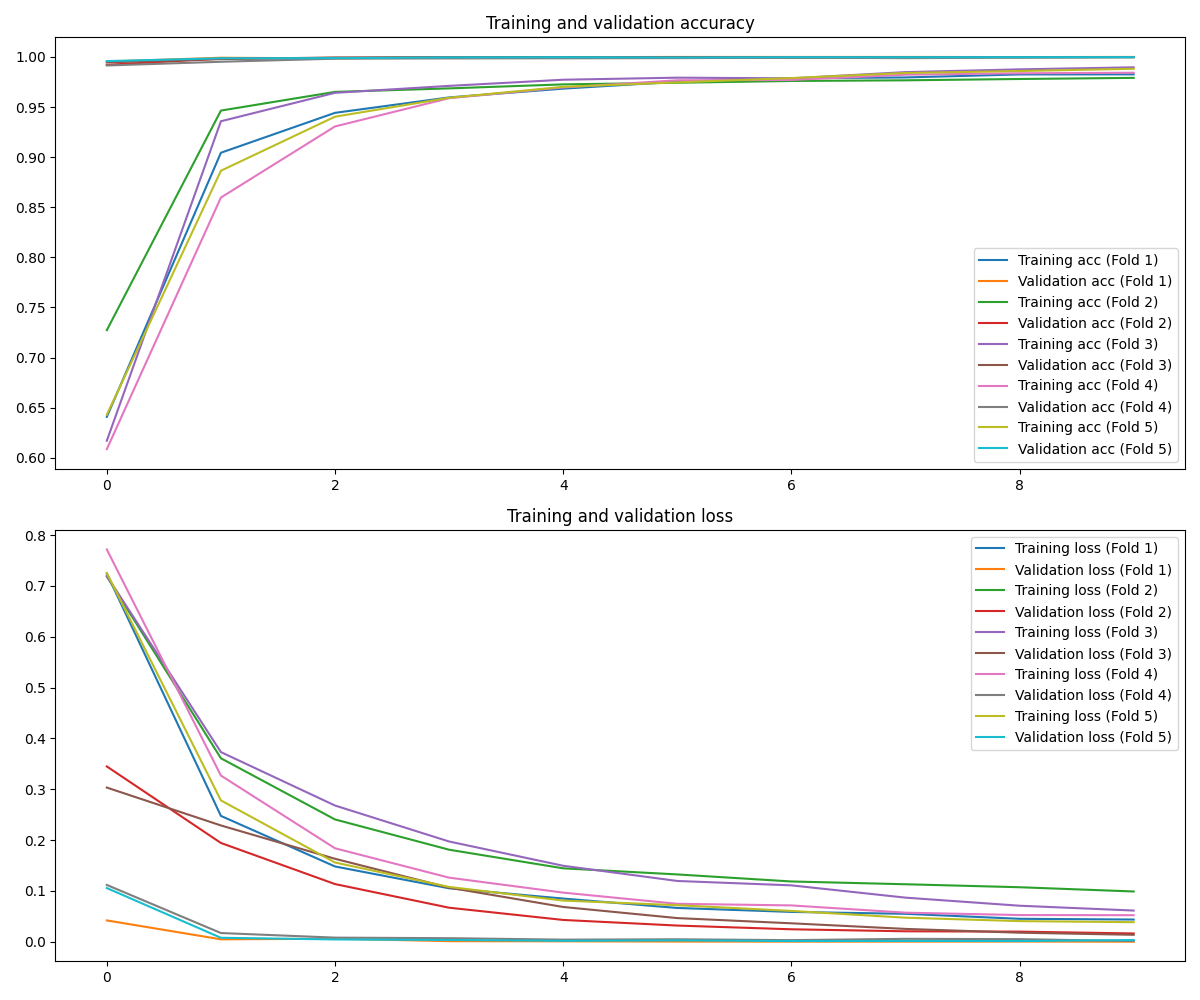 Training and validation accuracy
1.00
0.95
0.90
0.85
0.80
0.75
0.70
0.65
0.60
Training acc (Fold 1)
Validation acc (Fold 1)
Training acc (Fold 2)
Validation acc (Fold 2)
Training acc (Fold 3)
Validation acc (Fold 3)
Training acc (Fold 4)
Validation acc (Fold 4)
Training acc (Fold 5)
Validation acc (Fold 5)
0 2 4 6 8
Training and validation loss
0.8
0.7
0.6
0.5
0.4
0.3
0.2
0.1
0.0
Training loss (Fold 1)
Validation loss (Fold 1)
Training loss (Fold 2)
Validation loss (Fold 2)
Training loss (Fold 3)
Validation loss (Fold 3)
Training loss (Fold 4)
Validation loss (Fold 4)
Training loss (Fold 5)
Validation loss (Fold 5)
0 2 4 6 8